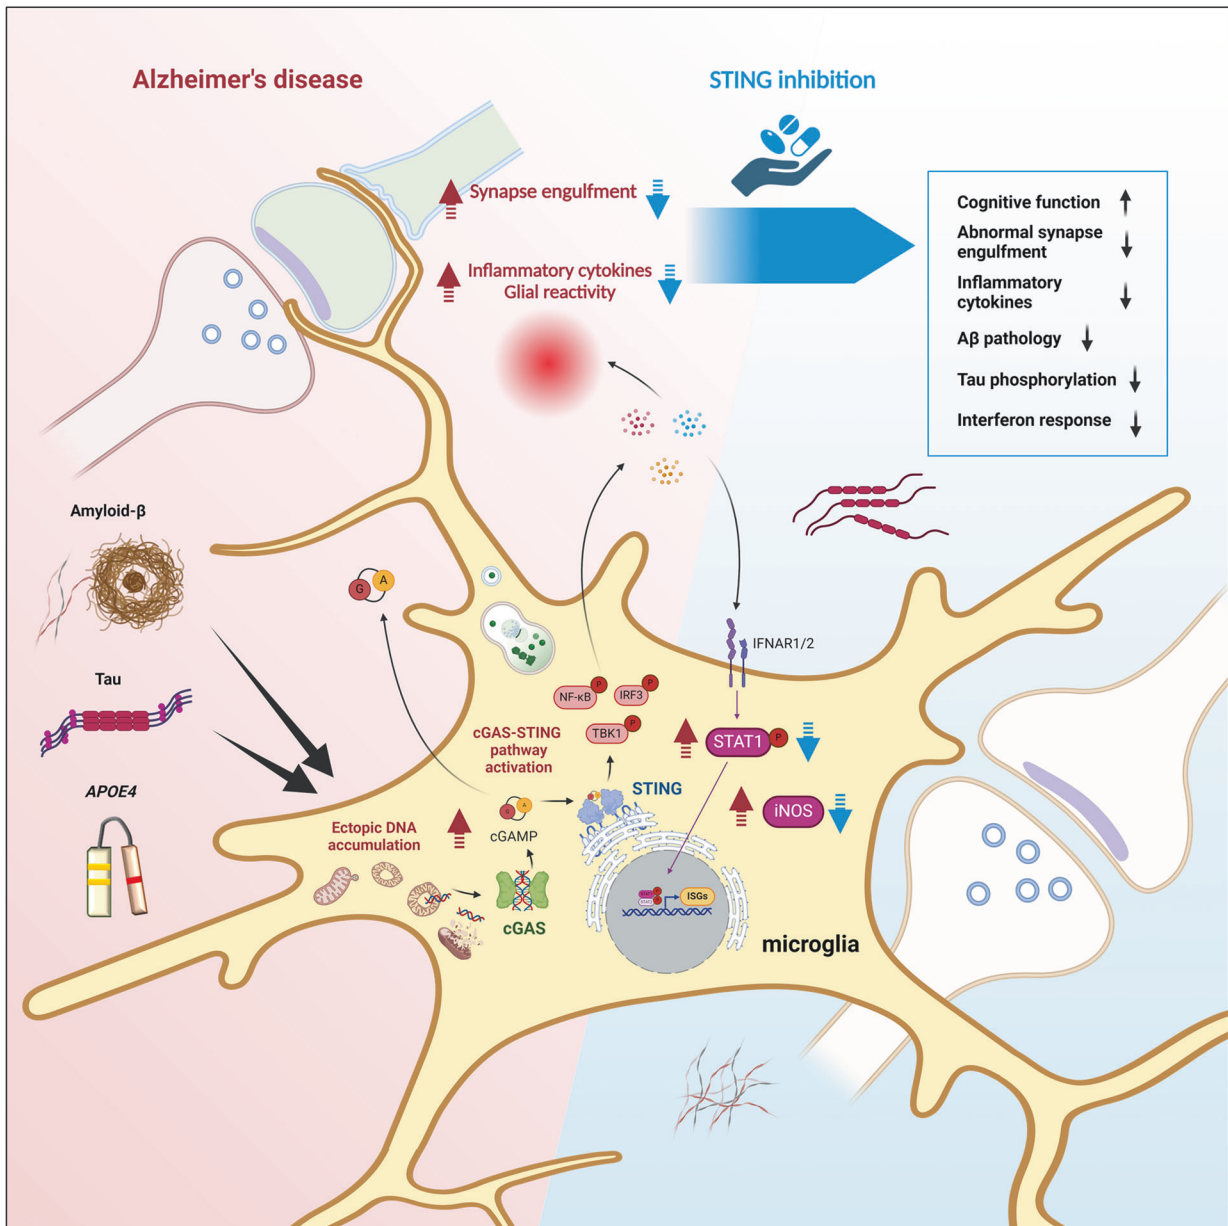 Alzheimer's disease
STING inhibition
Synapse engulfment
Inflammatory cytokines
Glial reactivity
Cognitive function
Abnormal synapse
engulfment
Inflammatory
cytokines
Aβ pathology
Tau phosphorylation
Interferon response
Amyloid-β
G
A
IFNAR1/2
Tau
NF-κB
P
IRF3
P
TBK1
P
cGAS-STING
pathway
activation
STAT1
P
STING
iNOS
APOE4
Ectopic DNA
accumulation
G
A
cGAMP
cGAS
ISGs
microglia